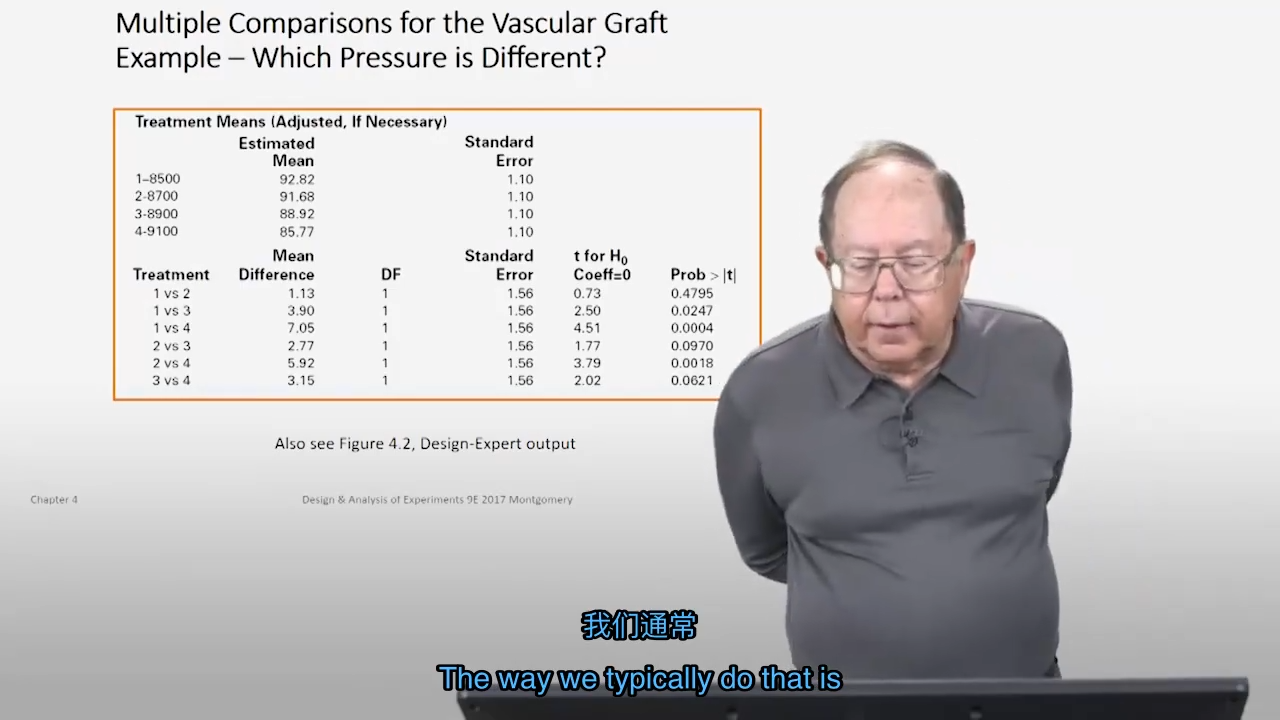 Multiple Comparisons for the Vascular Graft
Example – Which Pressure is Different?
Treatment Means (Adjusted, If Necessary)
Estimated Standard
Mean Error
1–8500 92.82 1.10
2-8700 91.68 1.10
3-8900 88.92 1.10
4-9100 85.77 1.10
Mean Standard t for H₀
Treatment Difference DF Error Coeff=0 Prob > |t|
1 vs 2 1.13 1 1.56 0.73 0.4795
1 vs 3 3.90 1 1.56 2.50 0.0247
1 vs 4 7.05 1 1.56 4.51 0.0004
2 vs 3 2.77 1 1.56 1.77 0.0970
2 vs 4 5.92 1 1.56 3.79 0.0018
3 vs 4 3.15 1 1.56 2.02 0.0621
Also see Figure 4.2, Design-Expert output
Chapter 4 Design & Analysis of Experiments 9E 2017 Montgomery
我们通常
The way we typically do that is